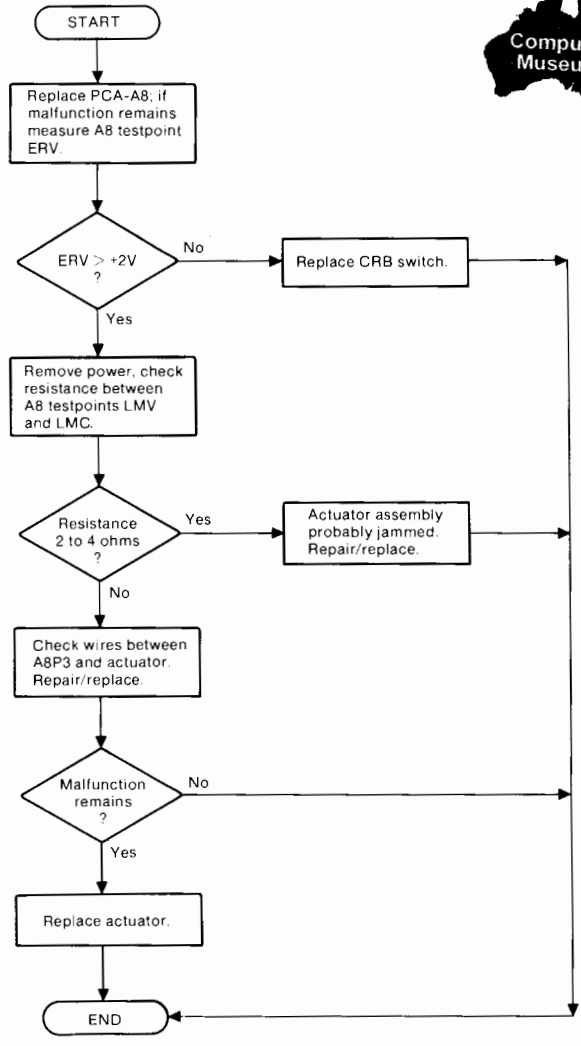 START
Compu
Museu
Replace PCA-A8; if
malfunction remains
measure A8 testpoint
ERV.
ERV > +2V
?
No
Replace CRB switch.
Yes
Remove power, check
resistance between
A8 testpoints LMV
and LMC.
Resistance
2 to 4 ohms
?
Yes
Actuator assembly
probably jammed.
Repair/replace.
No
Check wires between
A8P3 and actuator.
Repair/replace.
Malfunction
remains
?
No
Yes
Replace actuator.
END